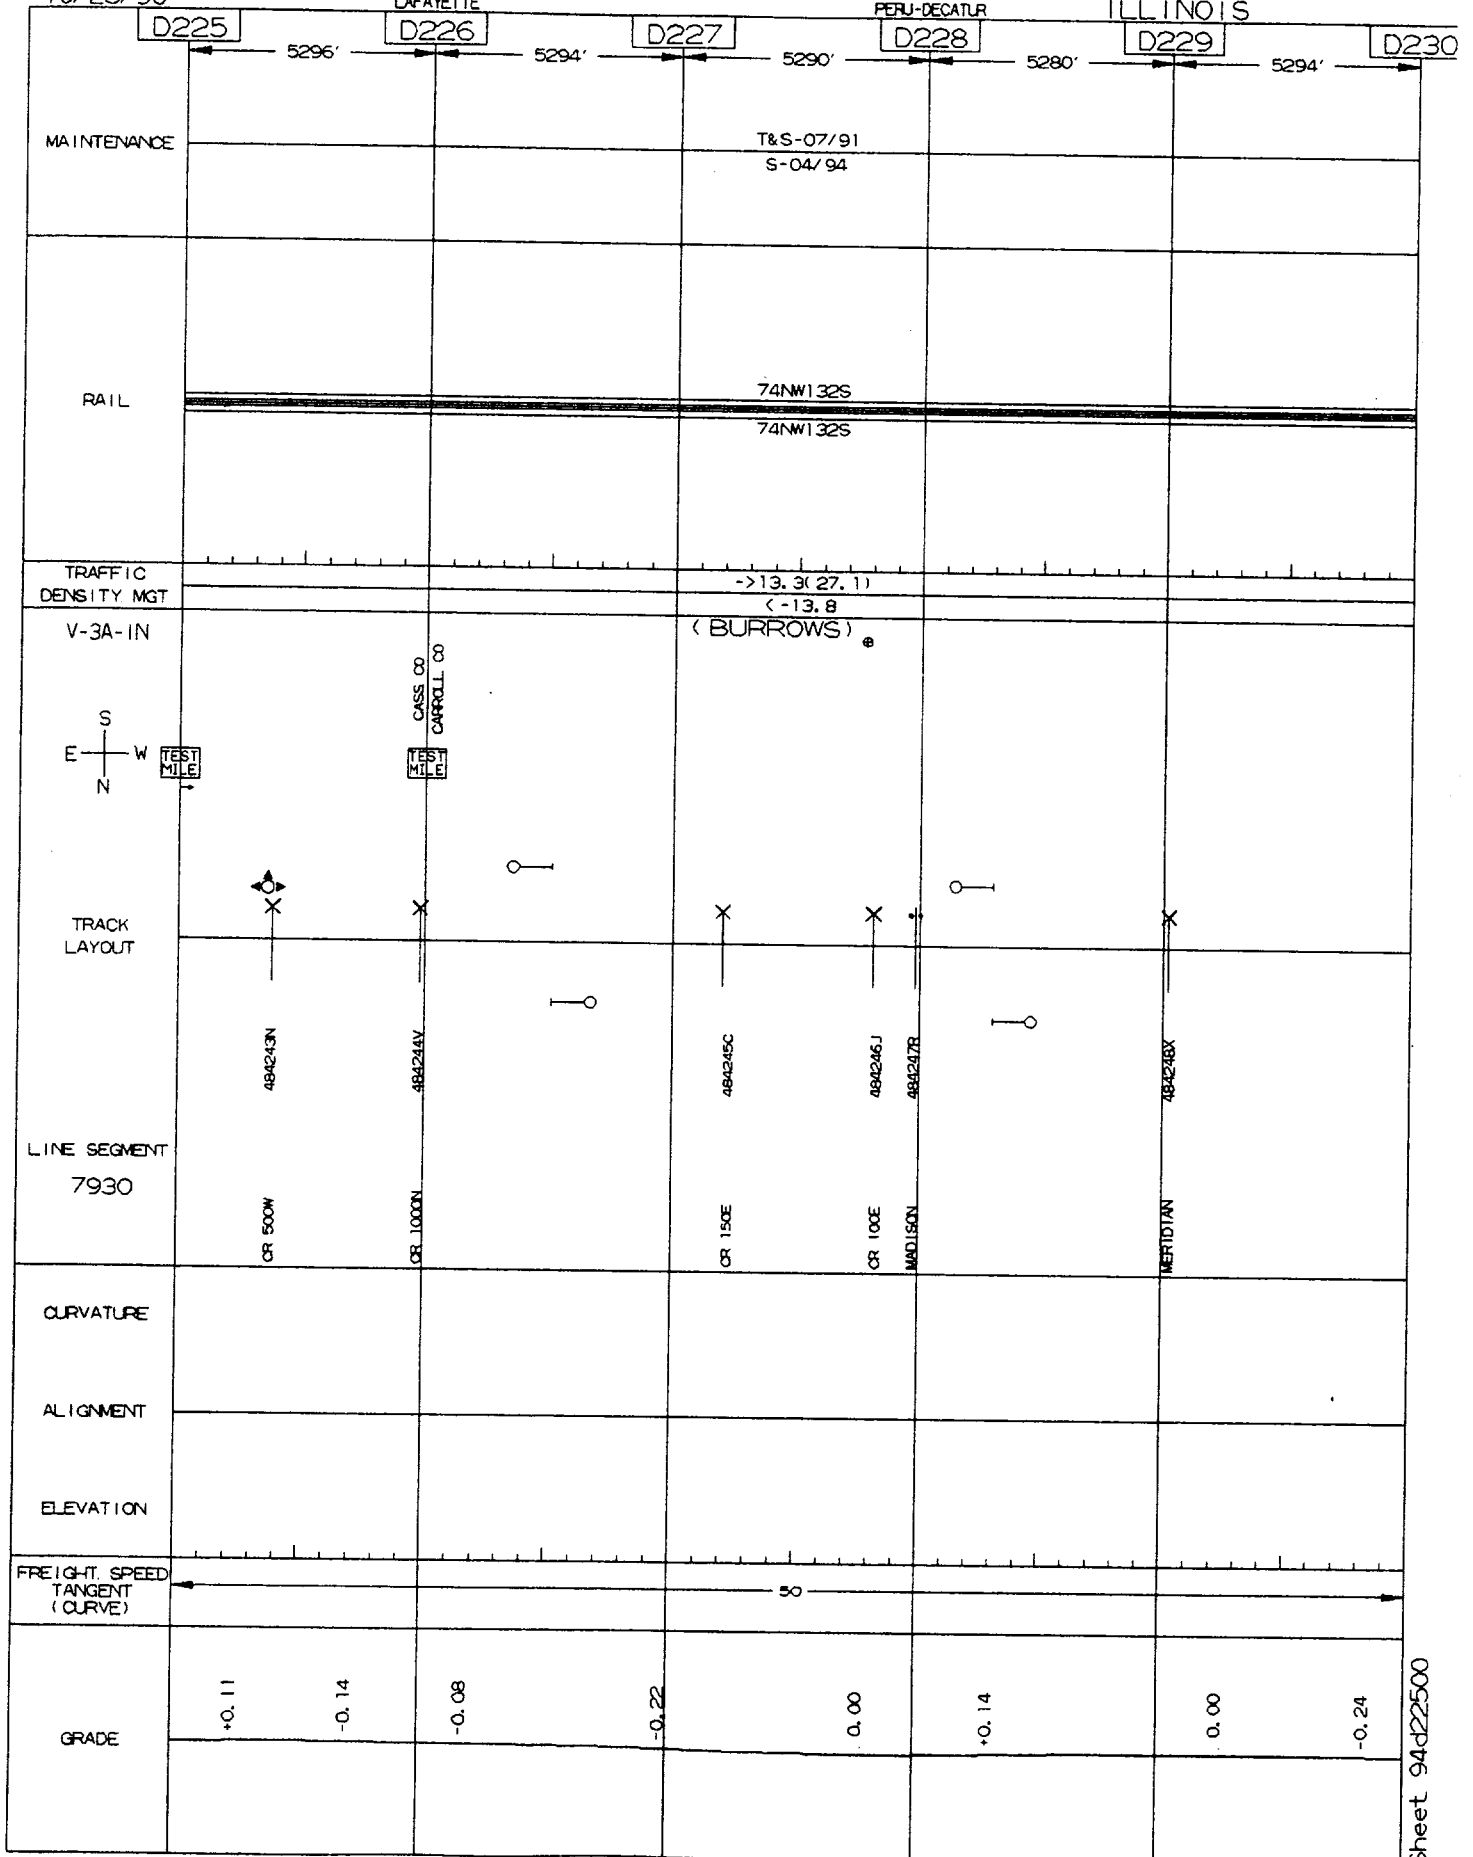 LAFAYETTE
PERU-DECATUR
ILLINOIS
D225
D226
D227
D228
D229
D230
5296'
5294'
5290'
5280'
5294'
MAINTENANCE
T&S-07/91
S-04/94
RAIL
74NW132S
74NW132S
TRAFFIC
DENSITY MGT
->13.3(27.1)
<-13.8
V-3A-IN
(BURROWS)
CASS CO
CARROLL CO
S
E
W
N
TEST
MILE
TEST
MILE
TRACK
LAYOUT
484243N
484244V
484245C
484246J
484247R
484248X
LINE SEGMENT
7930
CR 500W
CR 1000N
CR 150E
CR 100E
MADISON
MERIDIAN
CURVATURE
ALIGNMENT
ELEVATION
FREIGHT. SPEED
TANGENT
(CURVE)
50
GRADE
+0.11
-0.14
-0.08
-0.22
0.00
+0.14
0.00
-0.24
Sheet 94d22500